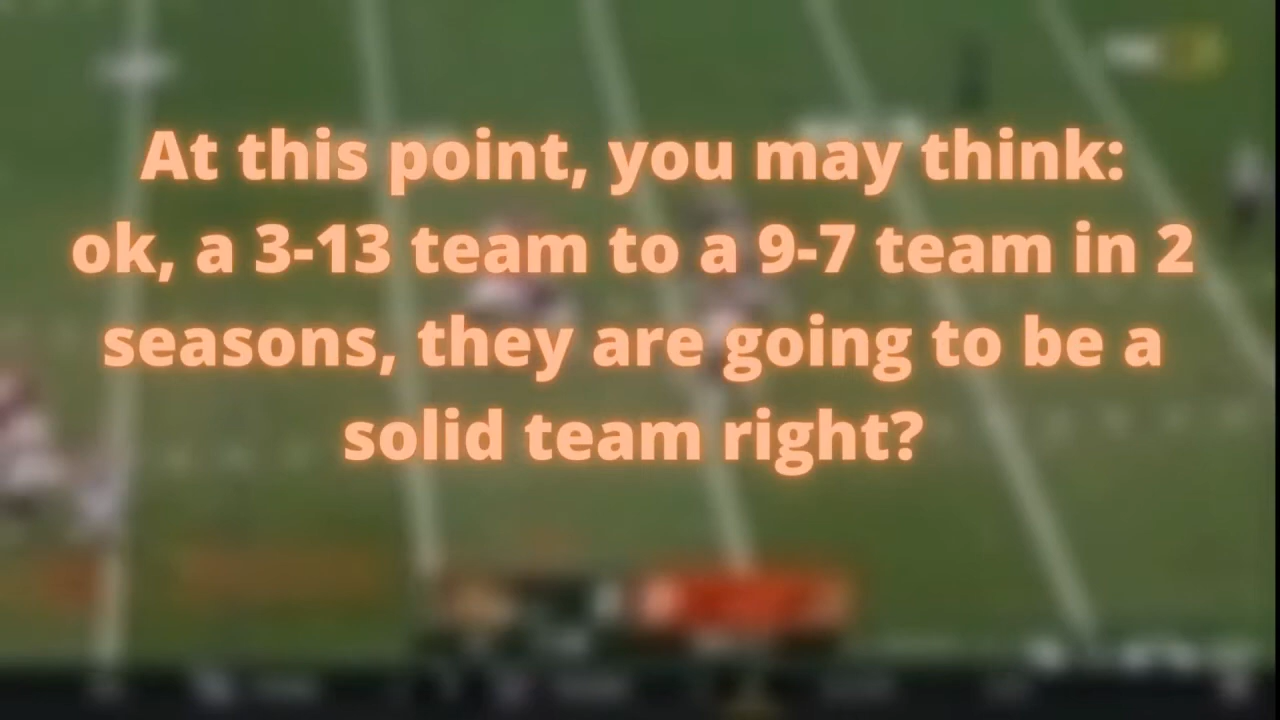 At this point, you may think:
ok, a 3-13 team to a 9-7 team in 2
seasons, they are going to be a
solid team right?